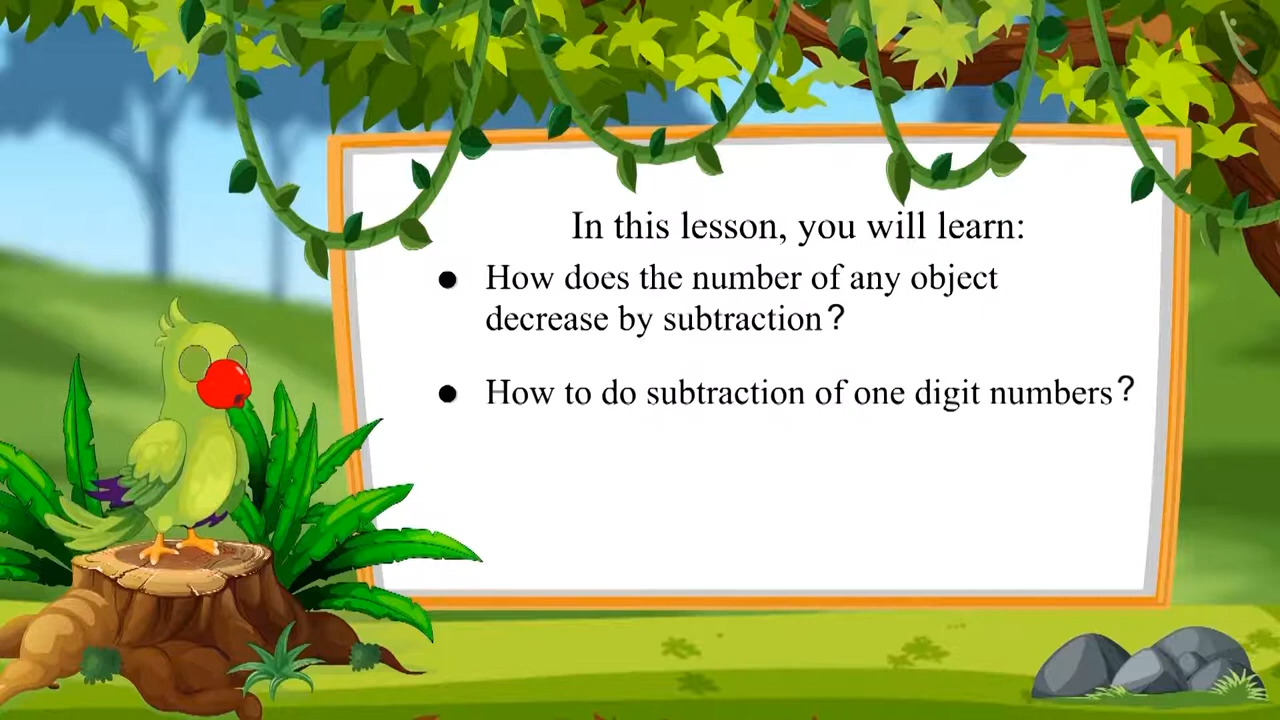 In this lesson, you will learn:
● How does the number of any object
decrease by subtraction?
● How to do subtraction of one digit numbers?